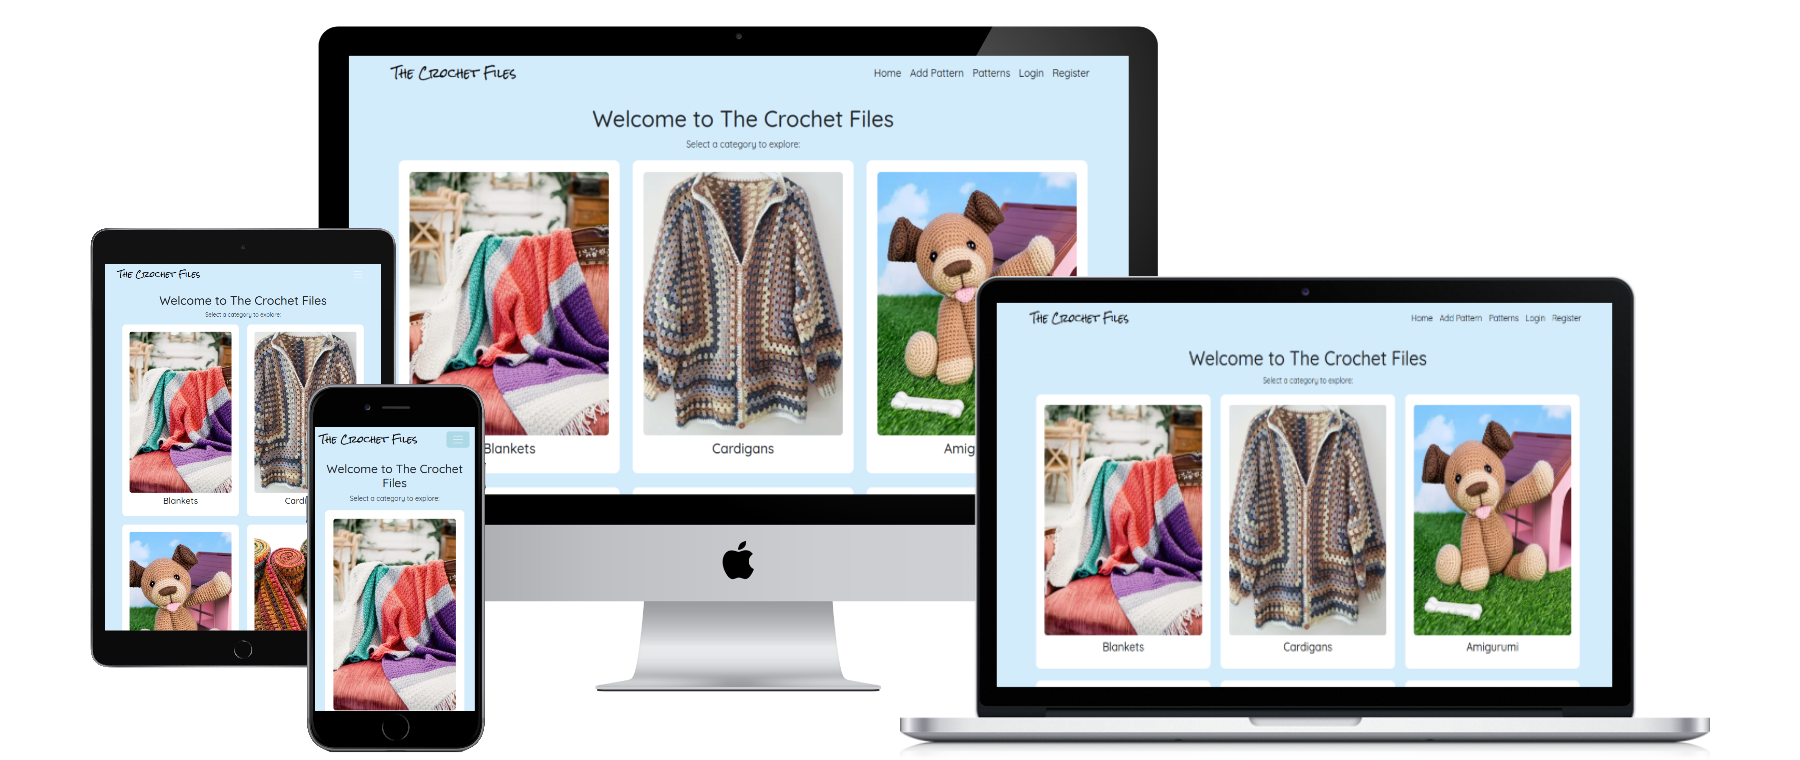 The Crochet Files
Home Add Pattern Patterns Login Register
Welcome to The Crochet Files
Select a category to explore:
Blankets
Cardigans
Amig
The Crochet Files
Welcome to The Crochet Files
Select a category to explore:
Blankets
Cardi
The Crochet Files
Welcome to The Crochet
Files
Select a category to explore:
The Crochet Files
Home Add Pattern Patterns Login Register
Welcome to The Crochet Files
Select a category to explore:
Blankets
Cardigans
Amigurumi